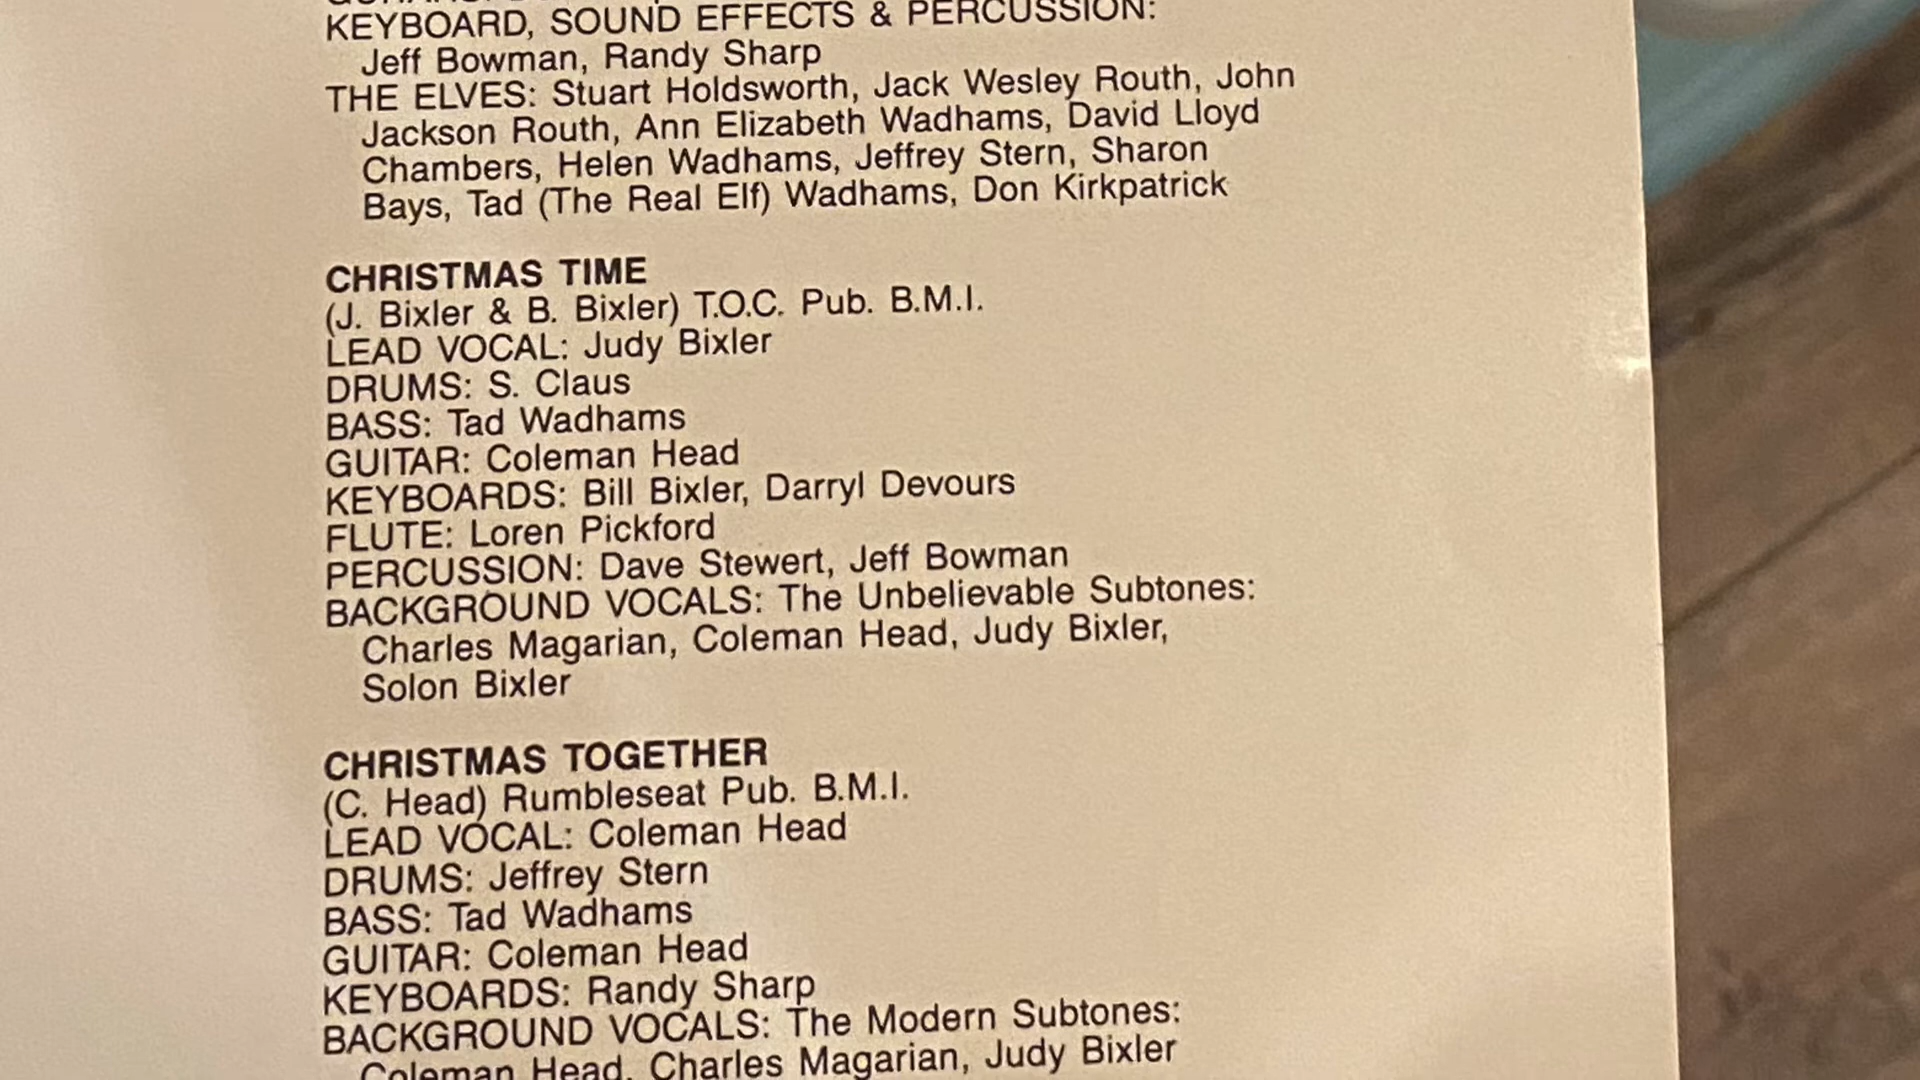 KEYBOARD, SOUND EFFECTS & PERCUSSION:
Jeff Bowman, Randy Sharp
THE ELVES: Stuart Holdsworth, Jack Wesley Routh, John
Jackson Routh, Ann Elizabeth Wadhams, David Lloyd
Chambers, Helen Wadhams, Jeffrey Stern, Sharon
Bays, Tad (The Real Elf) Wadhams, Don Kirkpatrick
CHRISTMAS TIME
(J. Bixler & B. Bixler) T.O.C. Pub. B.M.I.
LEAD VOCAL: Judy Bixler
DRUMS: S. Claus
BASS: Tad Wadhams
GUITAR: Coleman Head
KEYBOARDS: Bill Bixler, Darryl Devours
FLUTE: Loren Pickford
PERCUSSION: Dave Stewert, Jeff Bowman
BACKGROUND VOCALS: The Unbelievable Subtones:
Charles Magarian, Coleman Head, Judy Bixler,
Solon Bixler
CHRISTMAS TOGETHER
(C. Head) Rumbleseat Pub. B.M.I.
LEAD VOCAL: Coleman Head
DRUMS: Jeffrey Stern
BASS: Tad Wadhams
GUITAR: Coleman Head
KEYBOARDS: Randy Sharp
BACKGROUND VOCALS: The Modern Subtones:
Coleman Head, Charles Magarian, Judy Bixler